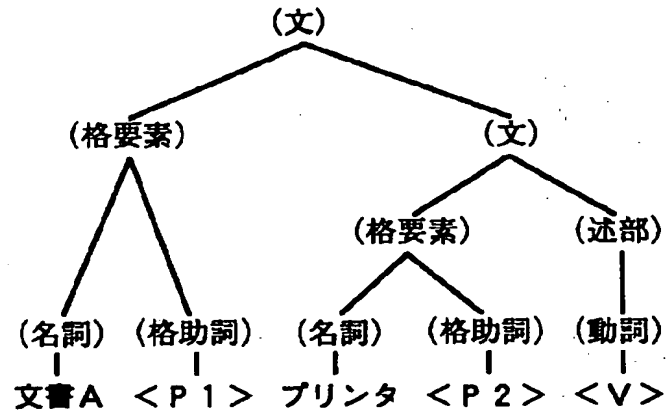 (文)
(格要素) (文)
(格要素) (述部)
(名詞) (格助詞) (名詞) (格助詞) (動詞)
文書A <P1> プリンタ <P2> <V>